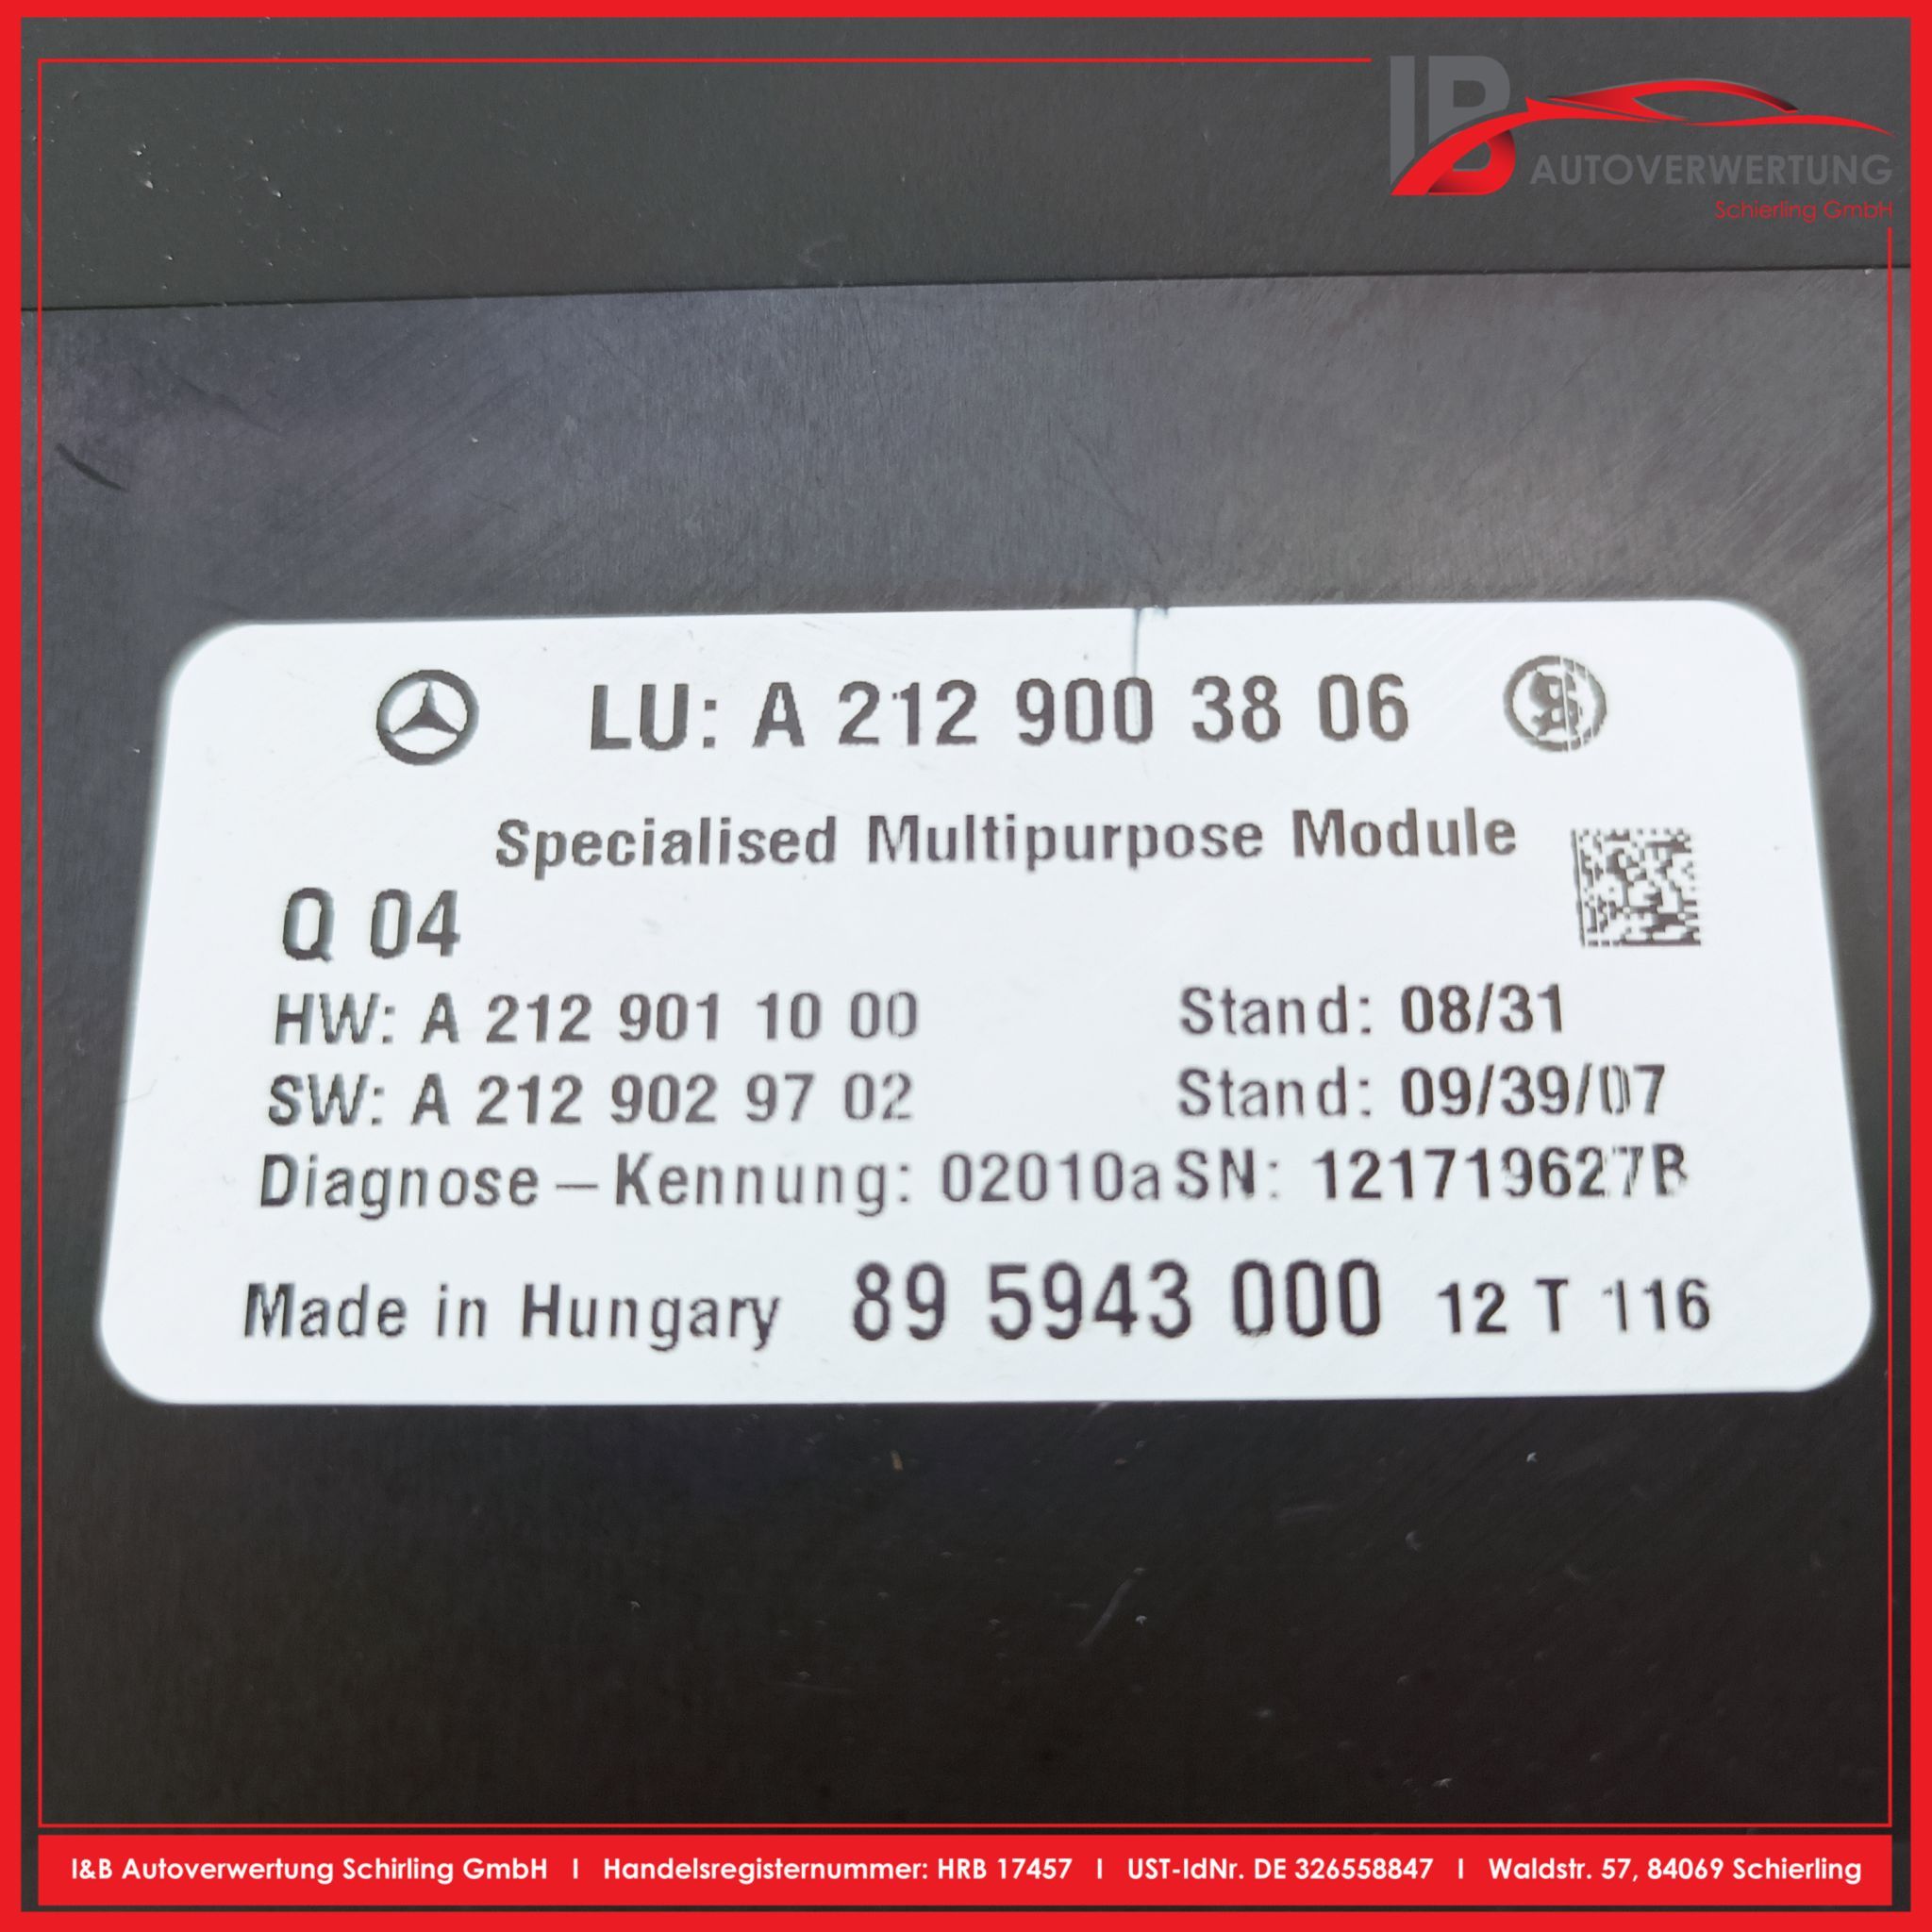 IB
AUTOVERWERTUNG
Schierling GmbH
LU: A 212 900 38 06
Specialised Multipurpose Module
Q 04
HW: A 212 901 10 00 Stand: 08/31
SW: A 212 902 97 02 Stand: 09/39/07
Diagnose – Kennung: 02010a SN: 121719627B
Made in Hungary 89 5943 000 12 T 116
I&B Autoverwertung Schirling GmbH I Handelsregisternummer: HRB 17457 I UST-IdNr. DE 326558847 I Waldstr. 57, 84069 Schierling